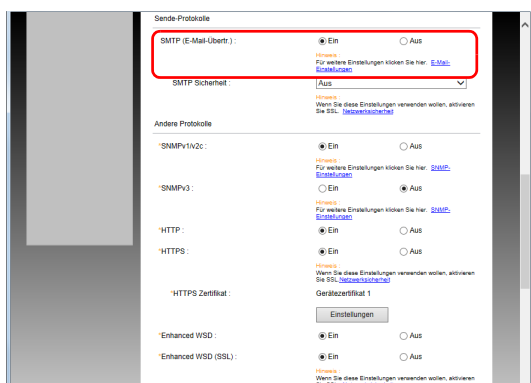 Sende-Protokolle
SMTP (E-Mail-Übertr.) : Ein Aus
Hinweis :
Für weitere Einstellungen klicken Sie hier. E-Mail-
Einstellungen
SMTP Sicherheit : Aus
Hinweis :
Wenn Sie diese Einstellungen verwenden wollen, aktivieren
Sie SSL. Netzwerksicherheit
Andere Protokolle
*SNMPv1/v2c : Ein Aus
Hinweis :
Für weitere Einstellungen klicken Sie hier. SNMP-
Einstellungen
*SNMPv3 : Ein Aus
Hinweis :
Für weitere Einstellungen klicken Sie hier. SNMP-
Einstellungen
*HTTP : Ein Aus
*HTTPS : Ein Aus
Hinweis :
Wenn Sie diese Einstellungen verwenden wollen, aktivieren
Sie SSL.Netzwerksicherheit
*HTTPS Zertifikat : Gerätezertifikat 1
Einstellungen
*Enhanced WSD : Ein Aus
*Enhanced WSD (SSL) : Ein Aus
Hinweis :
Wenn Sie diese Einstellungen verwenden wollen, aktivieren